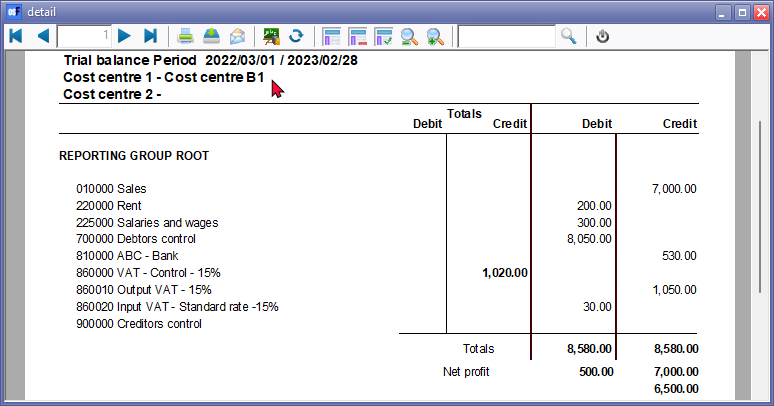 detail
1
Trial balance Period 2022/03/01 / 2023/02/28
Cost centre 1 - Cost centre B1
Cost centre 2 -
Totals
Debit Credit Debit Credit
REPORTING GROUP ROOT
010000 Sales 7,000.00
220000 Rent 200.00
225000 Salaries and wages 300.00
700000 Debtors control 8,050.00
810000 ABC - Bank 530.00
860000 VAT - Control - 15% 1,020.00
860010 Output VAT - 15% 1,050.00
860020 Input VAT - Standard rate -15% 30.00
900000 Creditors control
Totals 8,580.00 8,580.00
Net profit 500.00 7,000.00
6,500.00